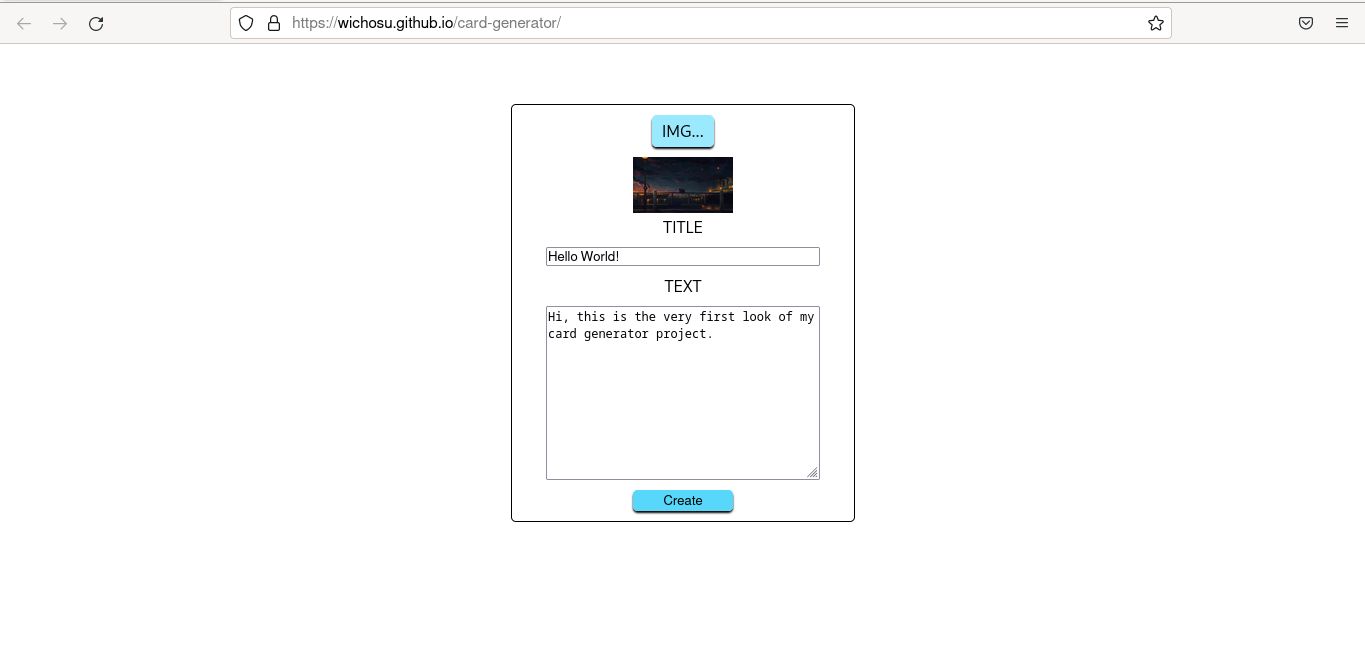 https://wichosu.github.io/card-generator/
IMG...
TITLE
Hello World!
TEXT
Hi, this is the very first look of my
card generator project.
Create